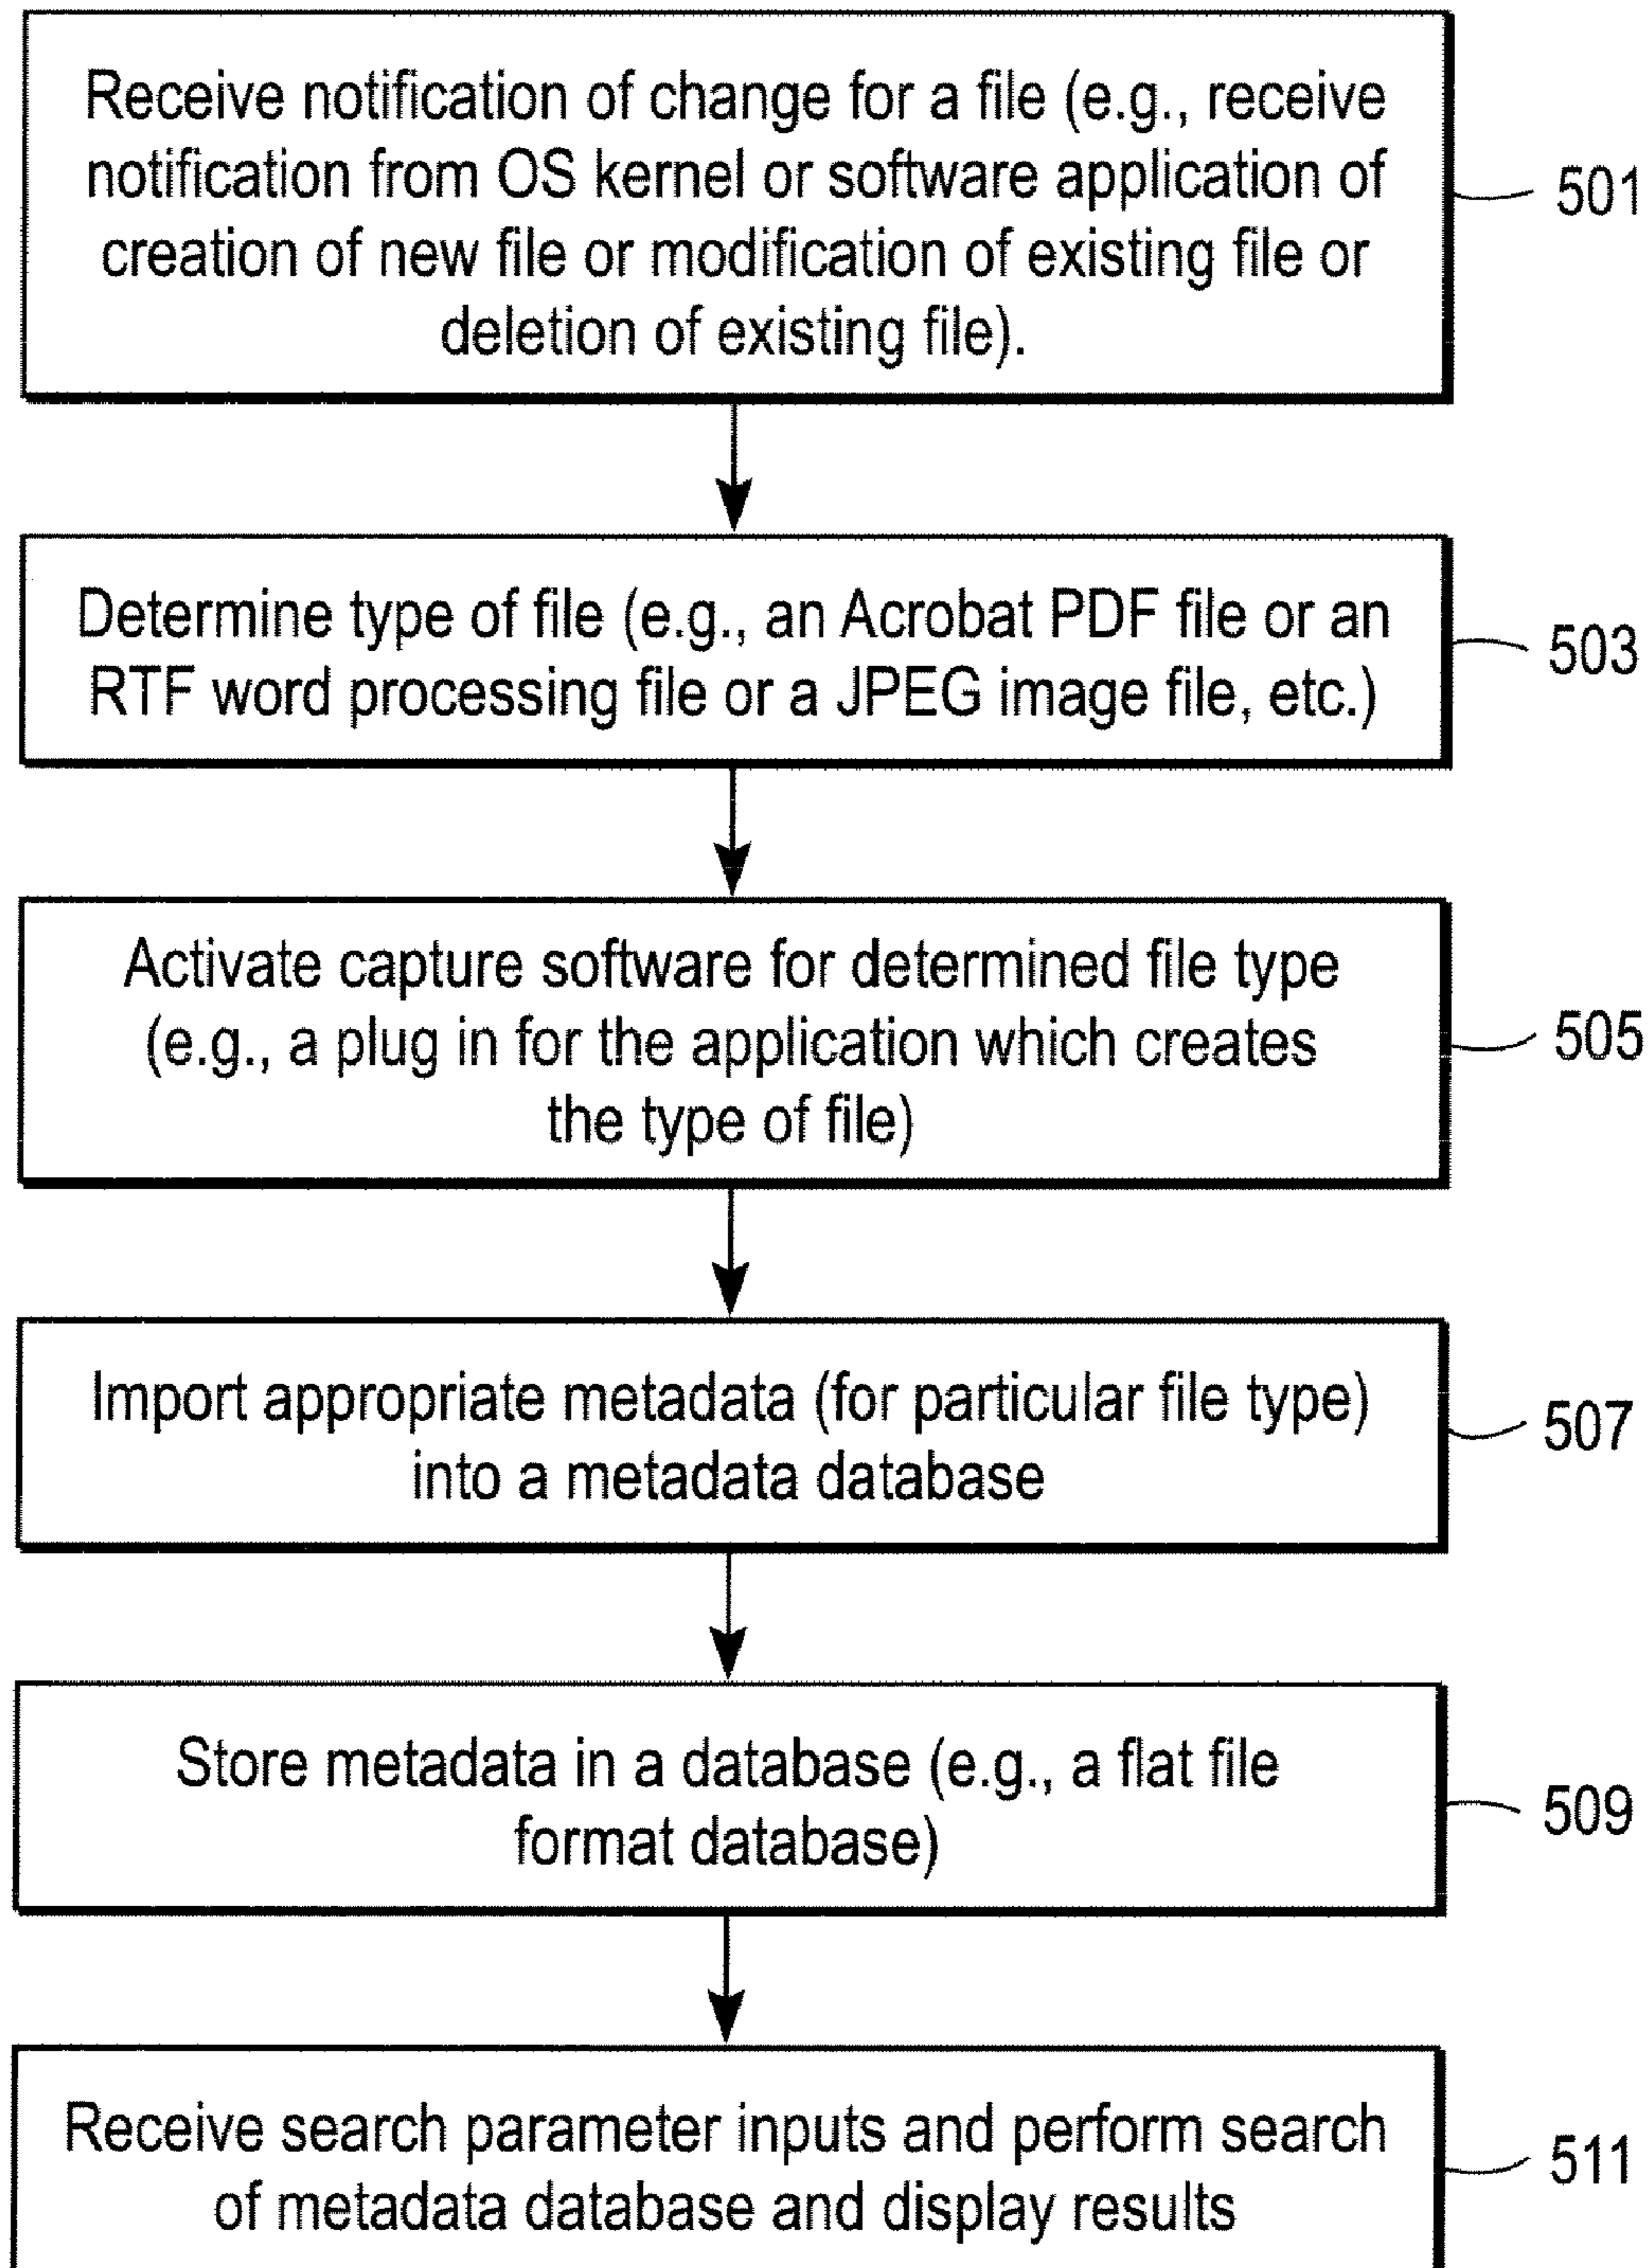 Receive notification of change for a file (e.g., receive
notification from OS kernel or software application of
creation of new file or modification of existing file or
deletion of existing file).
501
Determine type of file (e.g., an Acrobat PDF file or an
RTF word processing file or a JPEG image file, etc.)
503
Activate capture software for determined file type
(e.g., a plug in for the application which creates
the type of file)
505
Import appropriate metadata (for particular file type)
into a metadata database
507
Store metadata in a database (e.g., a flat file
format database)
509
Receive search parameter inputs and perform search
of metadata database and display results
511